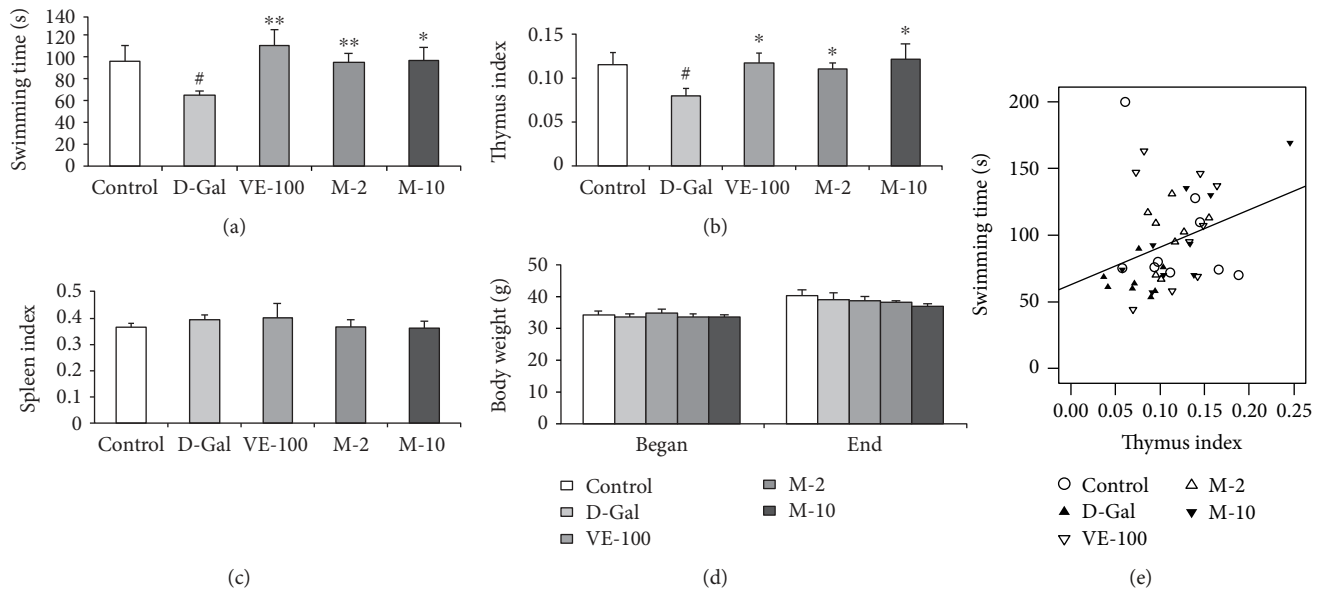 Swimming time (s)
140
120
100
80
60
40
20
0
#
**
**
*
Control D-Gal VE-100 M-2 M-10
(a)
Thymus index
0.15
0.10
0.05
0
#
*
*
*
Control D-Gal VE-100 M-2 M-10
(b)
Spleen index
0.5
0.4
0.3
0.2
0.1
0
Control D-Gal VE-100 M-2 M-10
(c)
Body weight (g)
50
40
30
20
10
0
Began End
Control
D-Gal
VE-100
M-2
M-10
(d)
Swimming time (s)
200
150
100
50
0
0.00 0.05 0.10 0.15 0.20 0.25
Thymus index
Control
D-Gal
VE-100
M-2
M-10
(e)